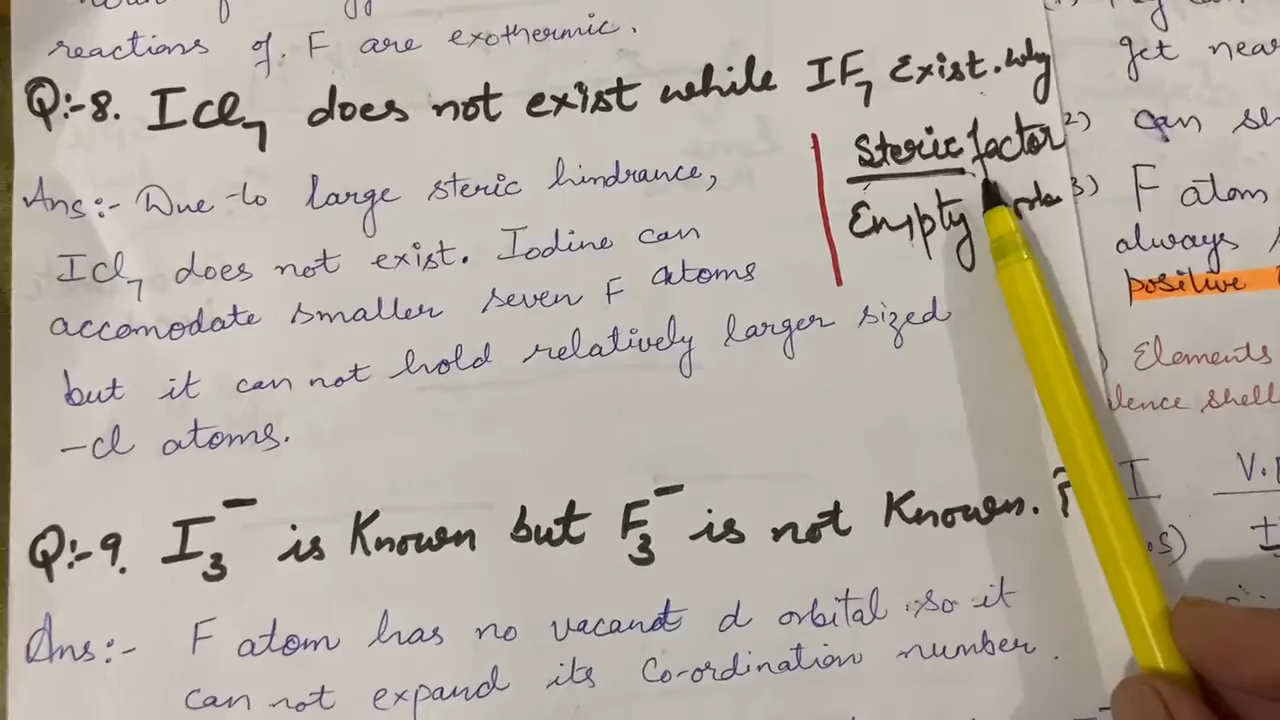 reactions of. F are exothermic.
Q:-8. ICl7 does not exist while IF7 Exist. why
Ans:- Due to large steric hindrance,
ICl7 does not exist. Iodine can
accomodate smaller seven F atoms
but it can not hold relatively larger sized
-Cl atoms.
Steric factor
Empty
Q:-9. I3- is Known but F3- is not Known.
Ans:- F atom has no vacant d orbital so it
can not expand its Co-ordination number.
get near
2) can
3) F atom
always
positive
Elements
shell
I V.
+